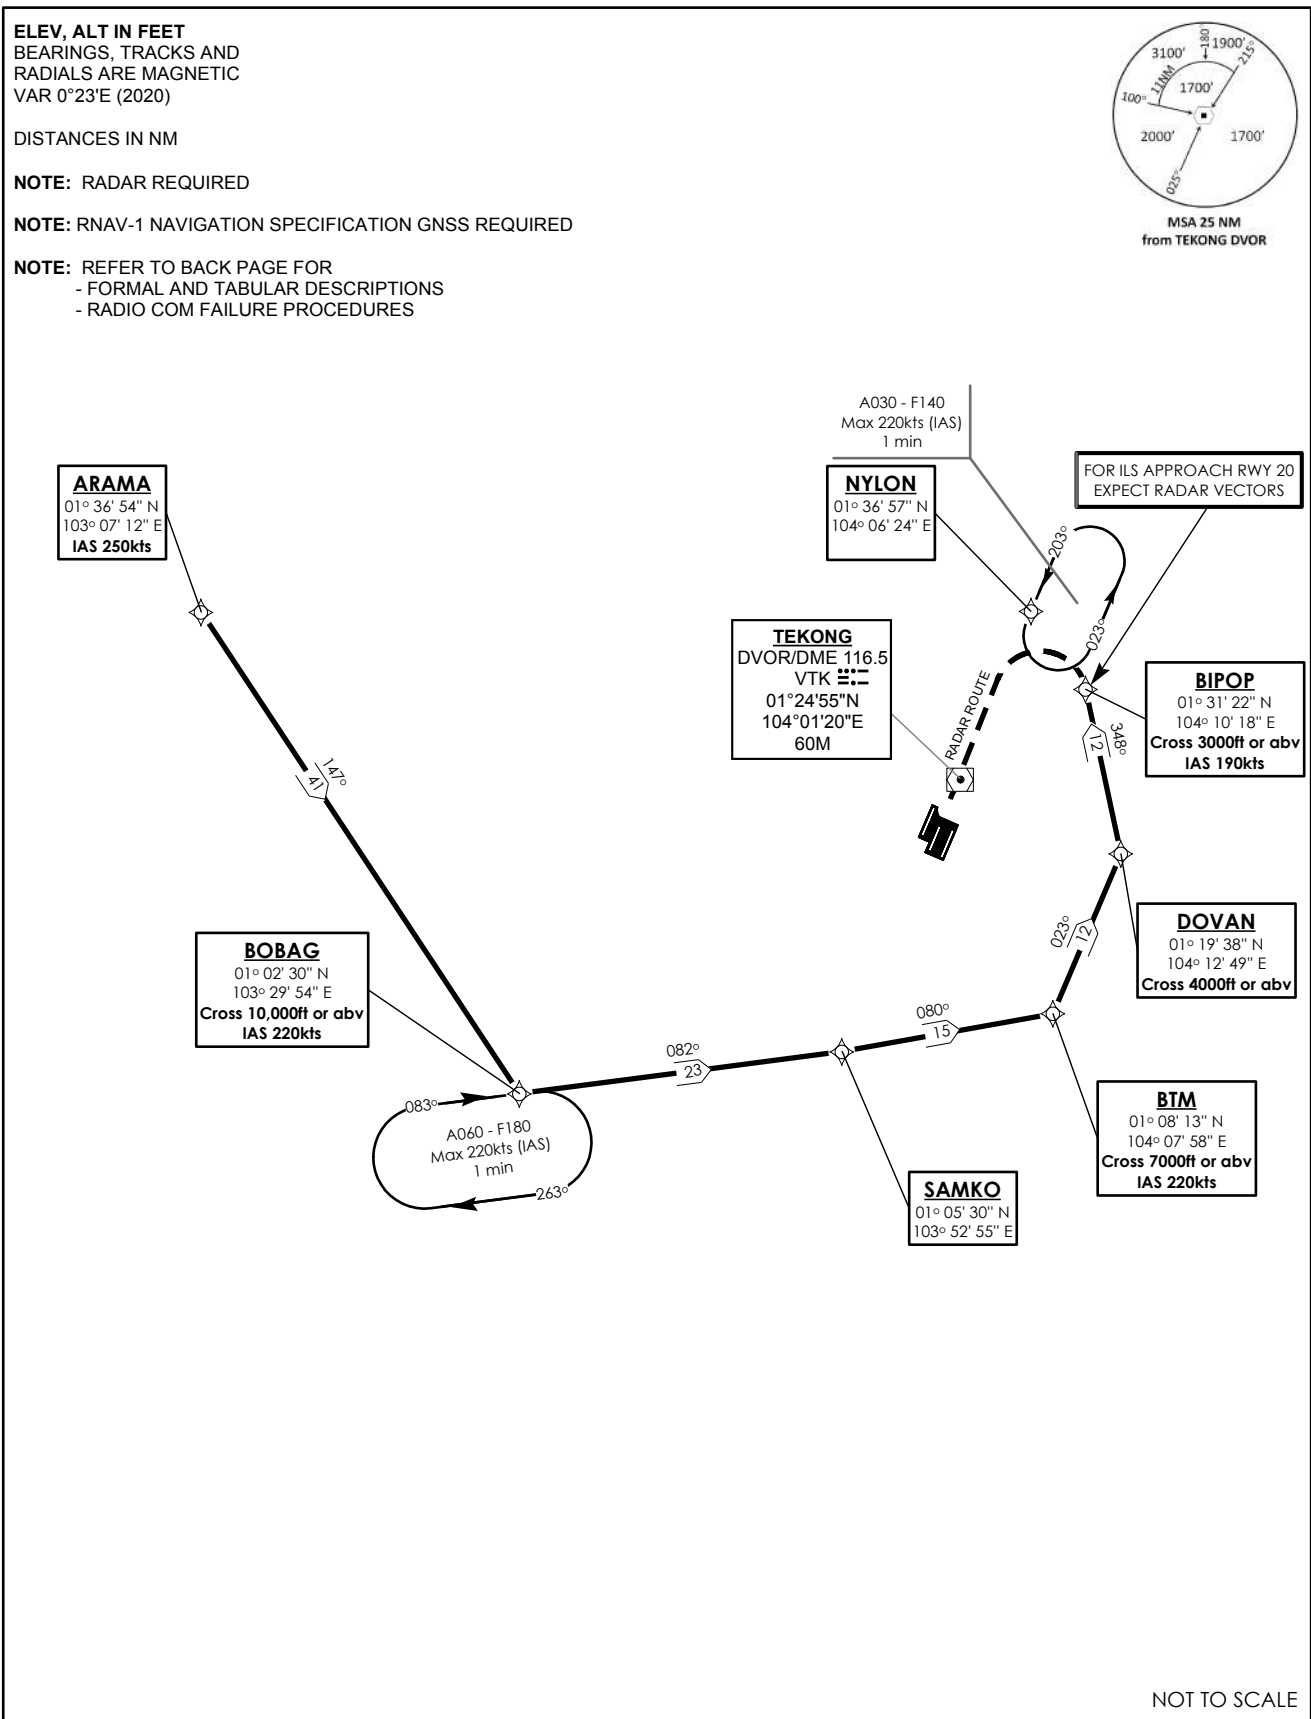 ELEV, ALT IN FEET
BEARINGS, TRACKS AND
RADIALS ARE MAGNETIC
VAR 0°23'E (2020)
DISTANCES IN NM
NOTE: RADAR REQUIRED
NOTE: RNAV-1 NAVIGATION SPECIFICATION GNSS REQUIRED
NOTE: REFER TO BACK PAGE FOR
- FORMAL AND TABULAR DESCRIPTIONS
- RADIO COM FAILURE PROCEDURES
3100'
180°
1900'
215°
11NM
1700'
100°
2000'
1700'
025°
MSA 25 NM
from TEKONG DVOR
A030 - F140
Max 220kts (IAS)
1 min
ARAMA
01° 36' 54" N
103° 07' 12" E
IAS 250kts
NYLON
01° 36' 57" N
104° 06' 24" E
FOR ILS APPROACH RWY 20
EXPECT RADAR VECTORS
203°
023°
TEKONG
DVOR/DME 116.5
VTK
01°24'55"N
104°01'20"E
60M
RADAR ROUTE
BIPOP
01° 31' 22" N
104° 10' 18" E
Cross 3000ft or abv
IAS 190kts
348°
12
147°
41
DOVAN
01° 19' 38" N
104° 12' 49" E
Cross 4000ft or abv
023°
12
BOBAG
01° 02' 30" N
103° 29' 54" E
Cross 10,000ft or abv
IAS 220kts
082°
23
080°
15
083°
A060 - F180
Max 220kts (IAS)
1 min
263°
BTM
01° 08' 13" N
104° 07' 58" E
Cross 7000ft or abv
IAS 220kts
SAMKO
01° 05' 30" N
103° 52' 55" E
NOT TO SCALE